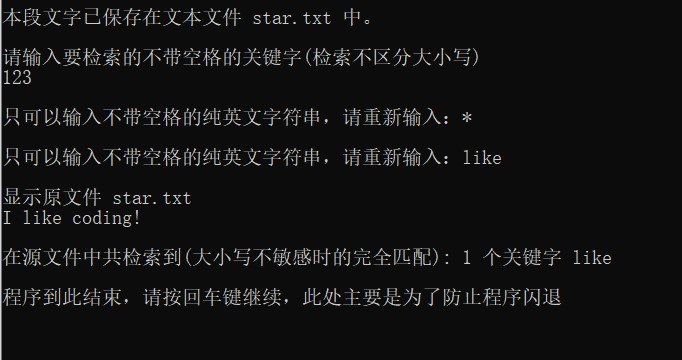 本段文字已保存在文本文件 star.txt 中。
请输入要检索的不带空格的关键字(检索不区分大小写)
123
只可以输入不带空格的纯英文字符串，请重新输入：*
只可以输入不带空格的纯英文字符串，请重新输入：like
显示原文件 star.txt
I like coding!
在源文件中共检索到(大小写不敏感时的完全匹配): 1 个关键字 like
程序到此结束，请按回车键继续，此处主要是为了防止程序闪退